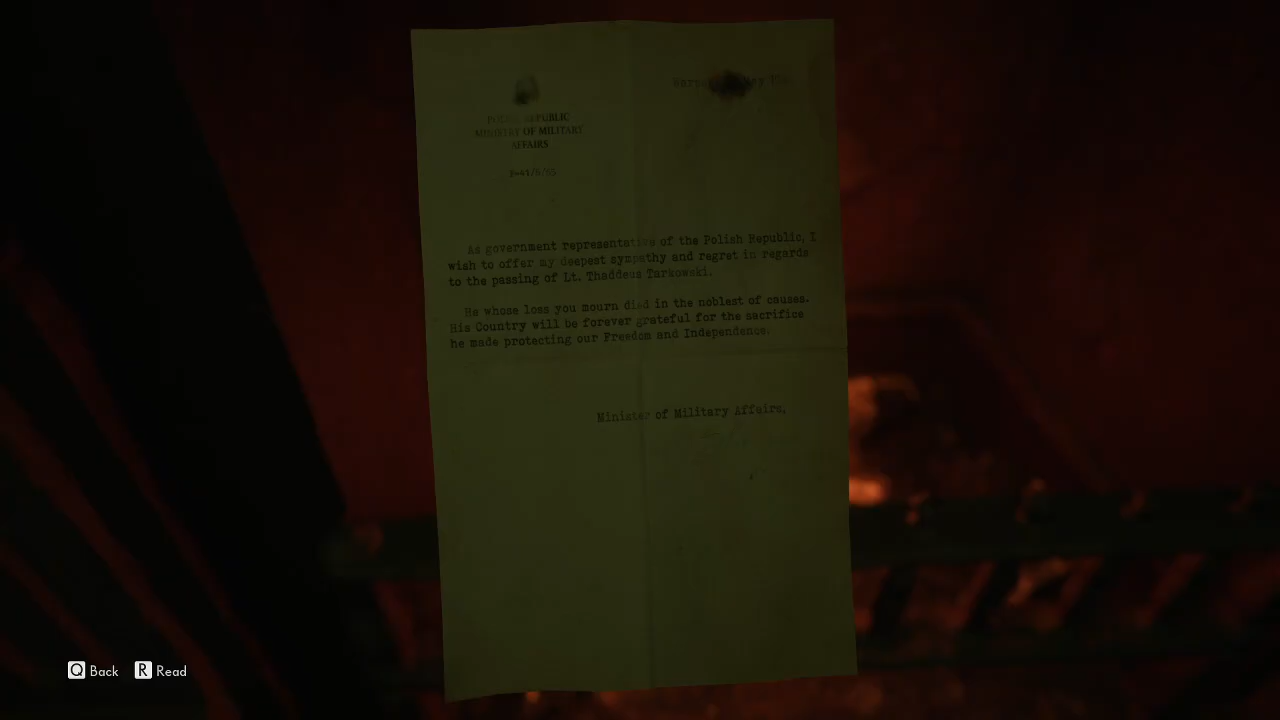 May
POLISH REPUBLIC
MINISTRY OF MILITARY
AFFAIRS
As government representative of the Polish Republic, I
wish to offer my deepest sympathy and regret in regards
to the passing of Lt. Thaddeus Tarkowski.
He whose loss you mourn died in the noblest of causes.
His Country will be forever grateful for the sacrifice
he made protecting our Freedom and Independence.
Minister of Military Affairs,
Q Back R Read